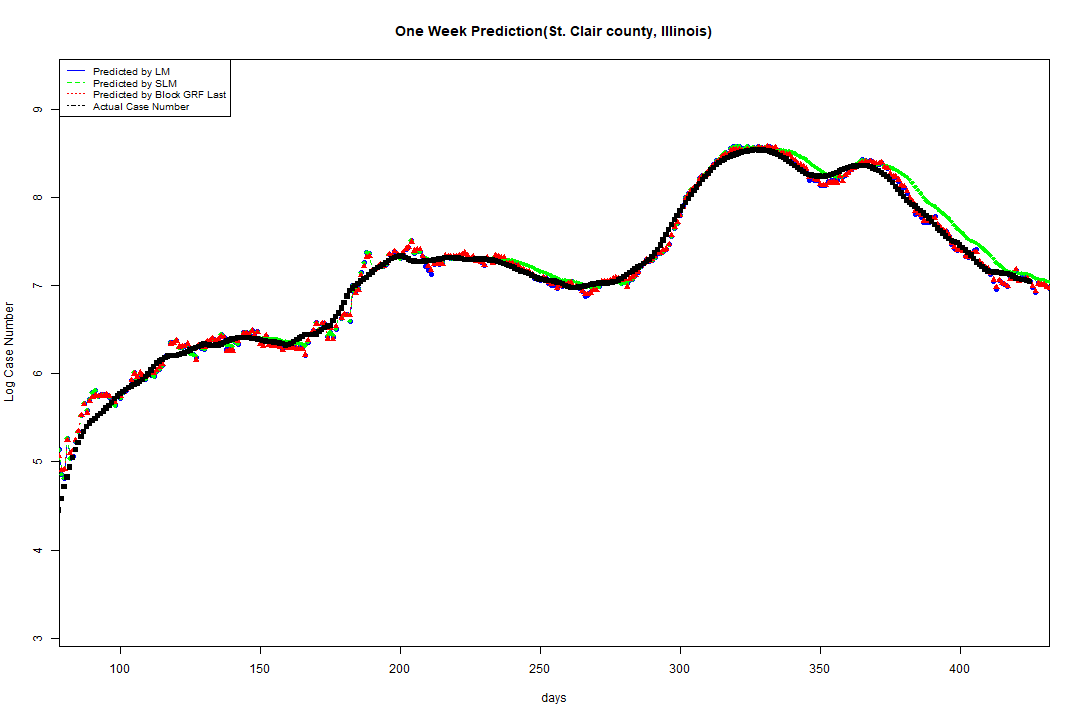 One Week Prediction(St. Clair county, Illinois)
Predicted by LM
Predicted by SLM
Predicted by Block GRF Last
Actual Case Number
9
8
7
6
5
4
3
Log Case Number
100 150 200 250 300 350 400
days